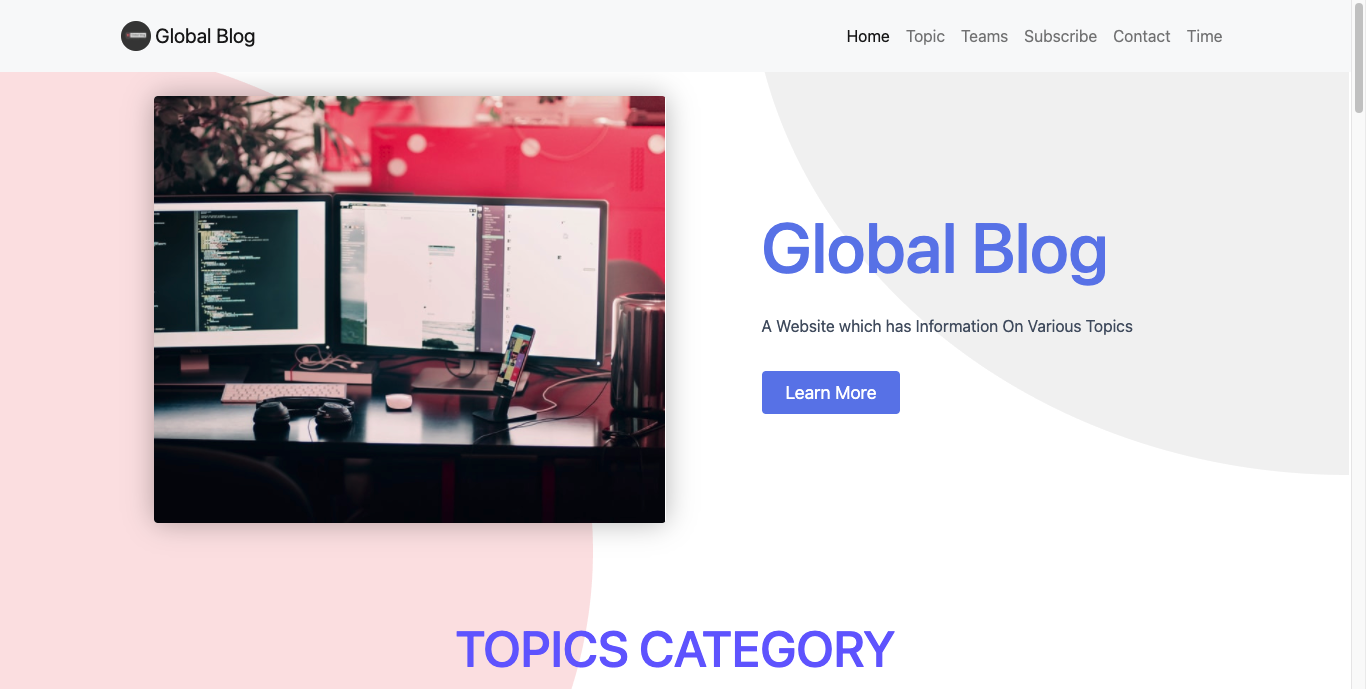 Global Blog
Home Topic Teams Subscribe Contact Time
Global Blog
A Website which has Information On Various Topics
Learn More
TOPICS CATEGORY